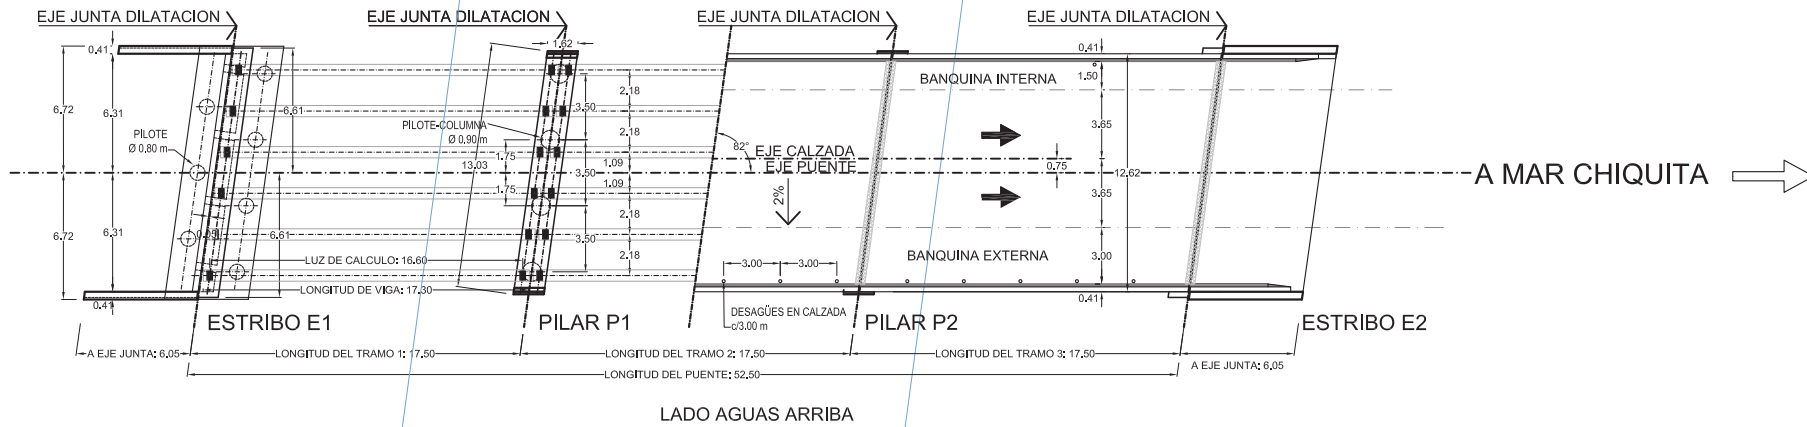 EJE JUNTA DILATACION
EJE JUNTA DILATACION
EJE JUNTA DILATACION
EJE JUNTA DILATACION
0.41
1.62
0.41
BANQUINA INTERNA
1.50
2.18
6.72
6.31
6.61
3.50
PILOTE
Ø 0,80 m
PILOTE-COLUMNA
Ø 0,90 m
2.18
3.65
82°
EJE CALZADA
EJE PUENTE
1.75
13.03
1.09
3.50
1.09
0.75
12.62
A MAR CHIQUITA
1.75
2%
3.65
6.72
6.31
0.95
6.61
2.18
3.50
2.18
LUZ DE CALCULO: 16.60
BANQUINA EXTERNA
3.00
3.00
3.00
LONGITUD DE VIGA: 17.30
0.41
0.41
DESAGÜES EN CALZADA
c/3.00 m
ESTRIBO E1
PILAR P1
PILAR P2
ESTRIBO E2
A EJE JUNTA: 6.05
LONGITUD DEL TRAMO 1: 17.50
LONGITUD DEL TRAMO 2: 17.50
LONGITUD DEL TRAMO 3: 17.50
A EJE JUNTA: 6.05
LONGITUD DEL PUENTE: 52.50
LADO AGUAS ARRIBA